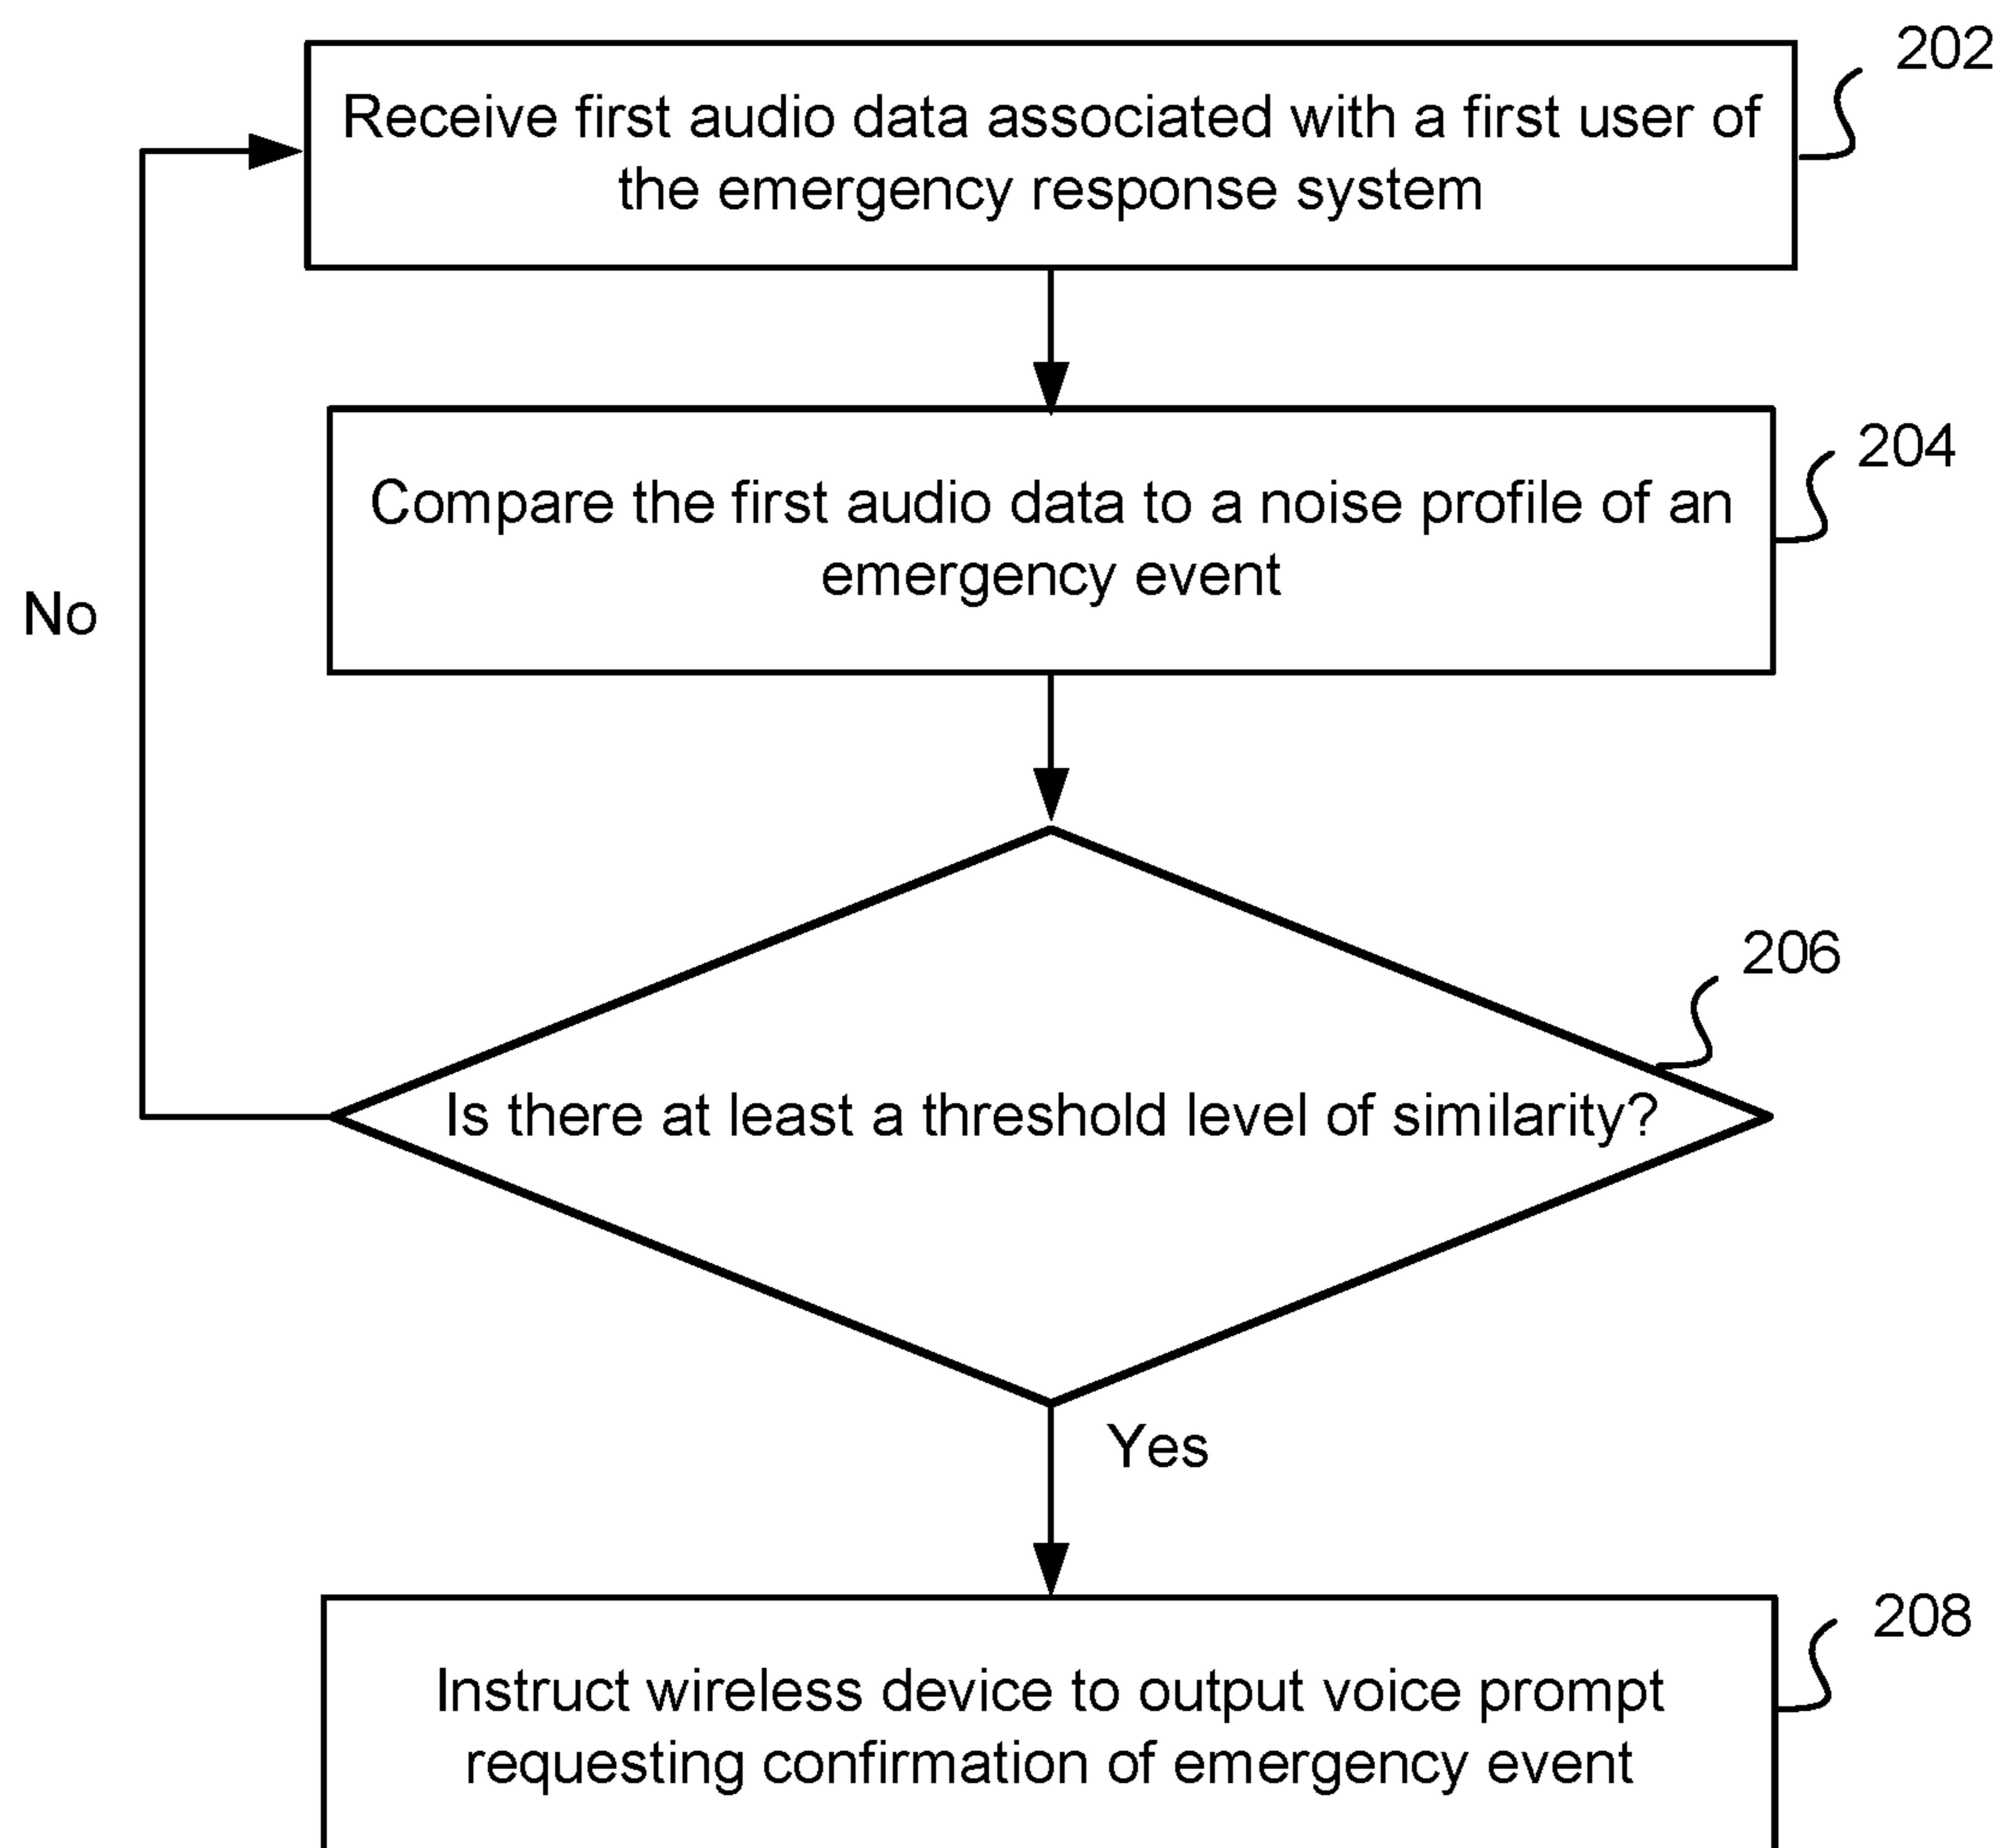 202
Receive first audio data associated with a first user of
the emergency response system
204
Compare the first audio data to a noise profile of an
emergency event
No
206
Is there at least a threshold level of similarity?
Yes
208
Instruct wireless device to output voice prompt
requesting confirmation of emergency event